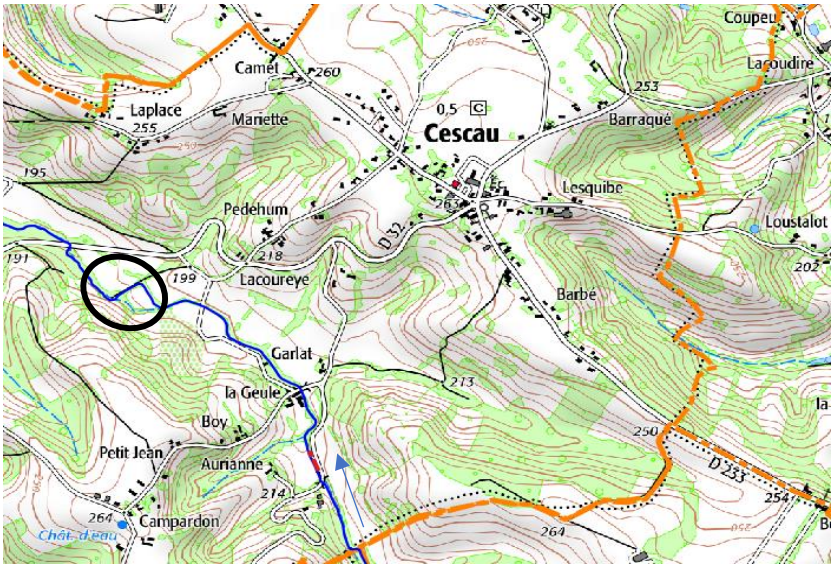 Coupeu
Camet
260
Lacoudire
Laplace
255
Mariette
0,5 C
253
Barraqué
Cescau
195
Pedehum
263
Lesquibe
Loustalot
D 32
218
191
199
Lacoureye
202
Barbé
Garlat
la Geule
213
la-
Boy
250
Petit Jean
Aurianne
D 233
214
254
264
Campardon
264
Chât. d'eau